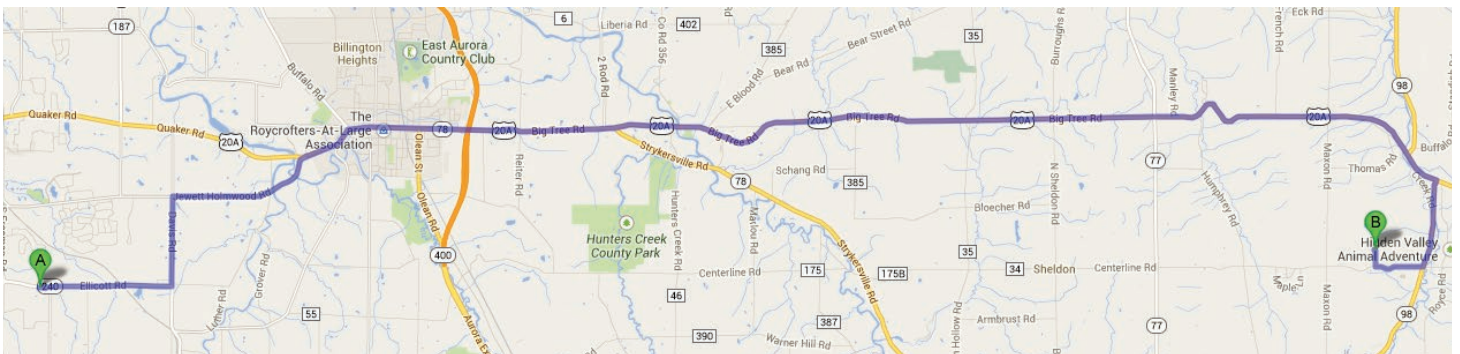 187
6
Liberia Rd
Co Rd 356
402
385
Bear Street Rd
35
Burroughs Rd
French Rd
Eck Rd
98
Billington
Heights
East Aurora
Country Club
Buffalo Rd
2 Rod Rd
Bear Rd
E Blood Rd
Manley Rd
Quaker Rd
Quaker Rd
20A
The
Roycrofters-At-Large
Association
78
20A
Big Tree Rd
20A
Big Tree Rd
20A
Big Tree Rd
20A
Big Tree Rd
20A
Olean St
Olean Rd
Reiter Rd
Strykersville Rd
78
Schang Rd
385
N Sheldon Rd
77
Humphrey Rd
Maxon Rd
Thomas Rd
Creek Rd
Jewett Holmwood Rd
Davis Rd
Hunters Creek
County Park
Hunters Creek Rd
Bloecher Rd
B
Hidden Valley
Animal Adventure
A
240
Ellicott Rd
Grover Rd
Luther Rd
400
Strykersville Rd
Centerline Rd
175
175B
35
34
Sheldon
Centerline Rd
Maple Ln
Maxon Rd
Royce Rd
55
46
390
387
Warner Hill Rd
Armbrust Rd
77
98